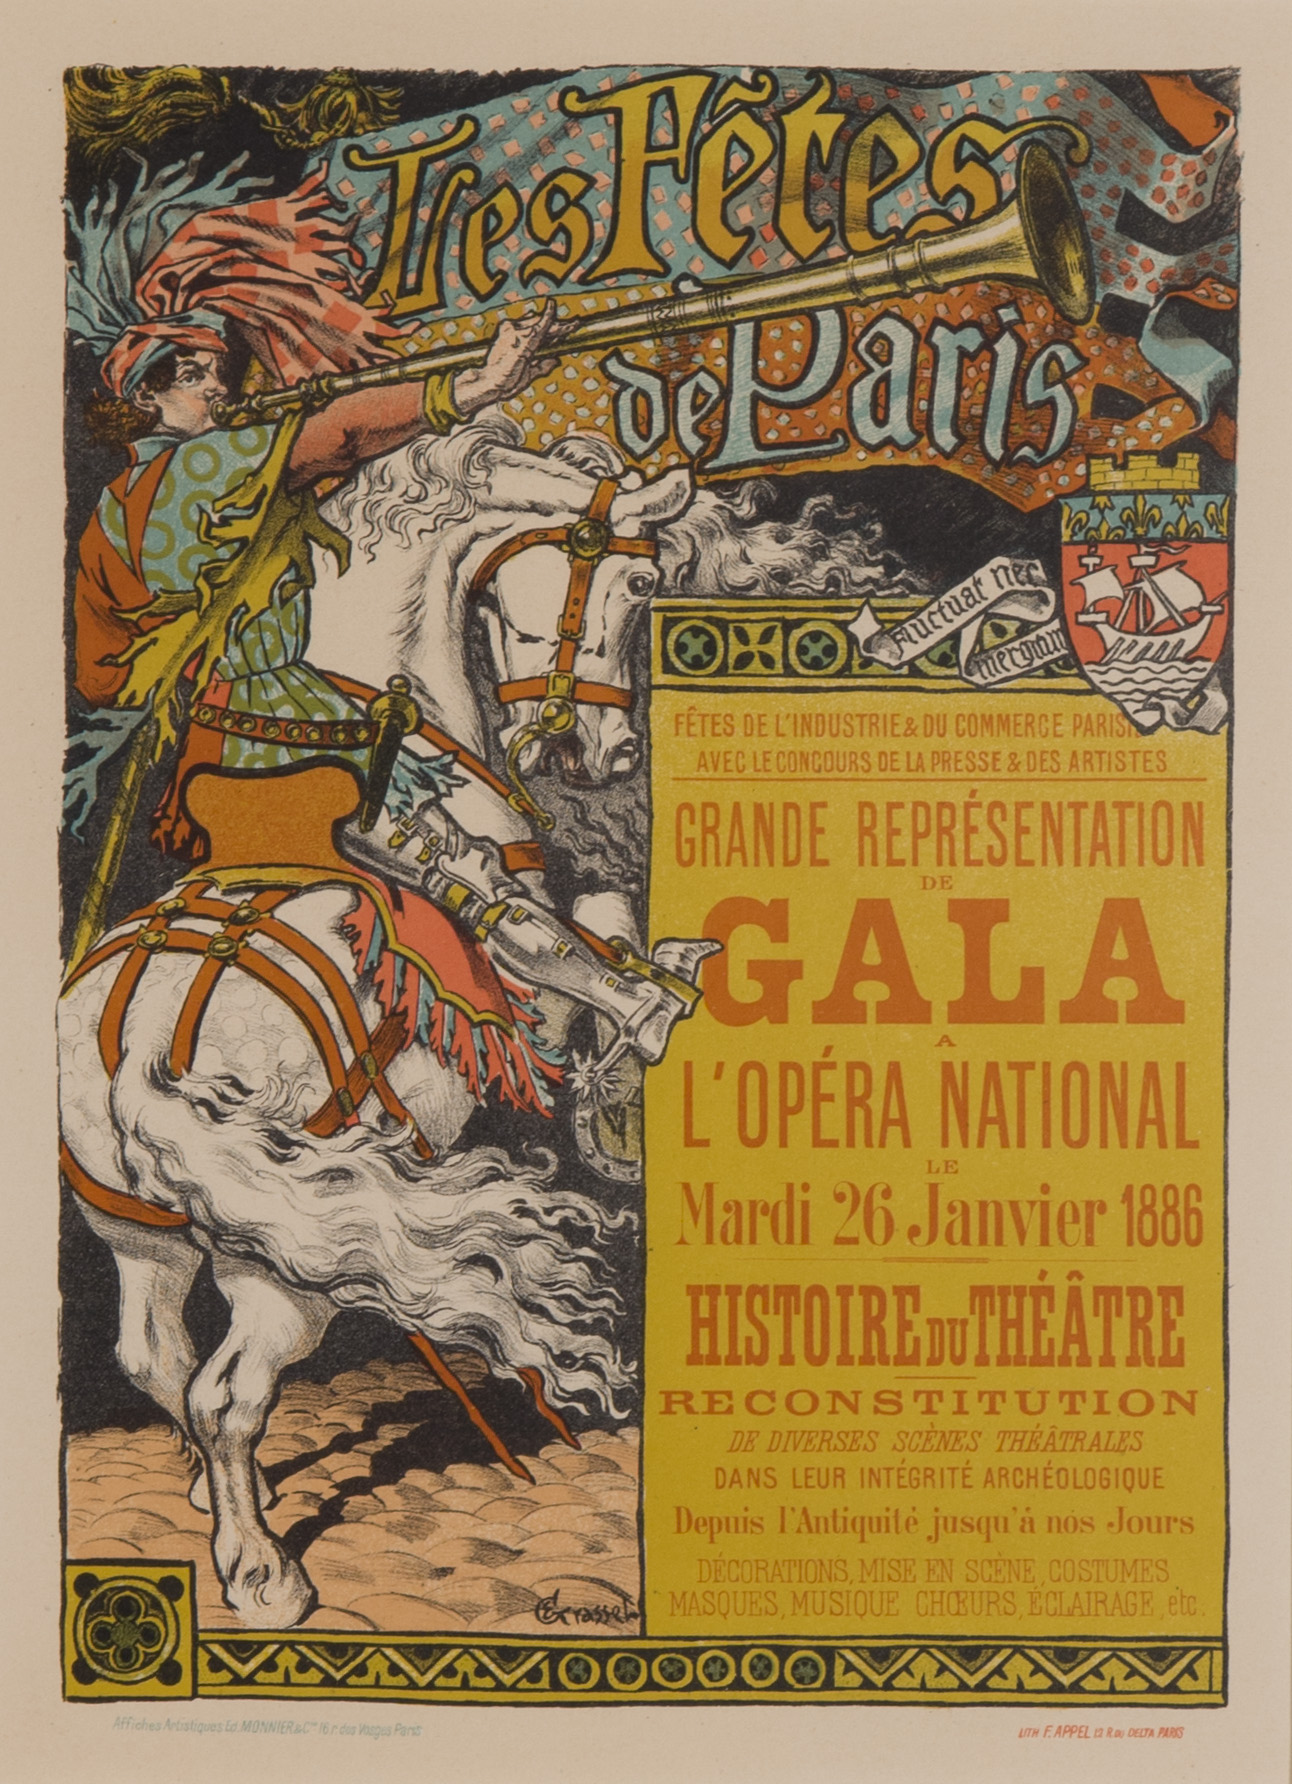 Les Fêtes
de Paris
Fluctuat nec
mergitur
FÊTES DE L'INDUSTRIE & DU COMMERCE
AVEC LE CONCOURS DE LA PRESSE & DES ARTISTES
GRANDE REPRÉSENTATION
DE
GALA
A
L'OPÉRA NATIONAL
LE
Mardi 26 Janvier 1886
HISTOIRE DU THÉÂTRE
RECONSTITUTION
DE DIVERSES SCÈNES THÉÂTRALES
DANS LEUR INTÉGRITÉ ARCHÉOLOGIQUE
Depuis l'Antiquité jusqu'à nos Jours
DÉCORATIONS, MISE EN SCÈNE, COSTUMES
MASQUES, MUSIQUE CHŒURS, ÉCLAIRAGE, etc.
EGrasset
Affiches Artistiques Ed. MONNIER & Cie 16 r. des Vosges Paris
LITH F. APPEL 12 R. DU DELTA PARIS